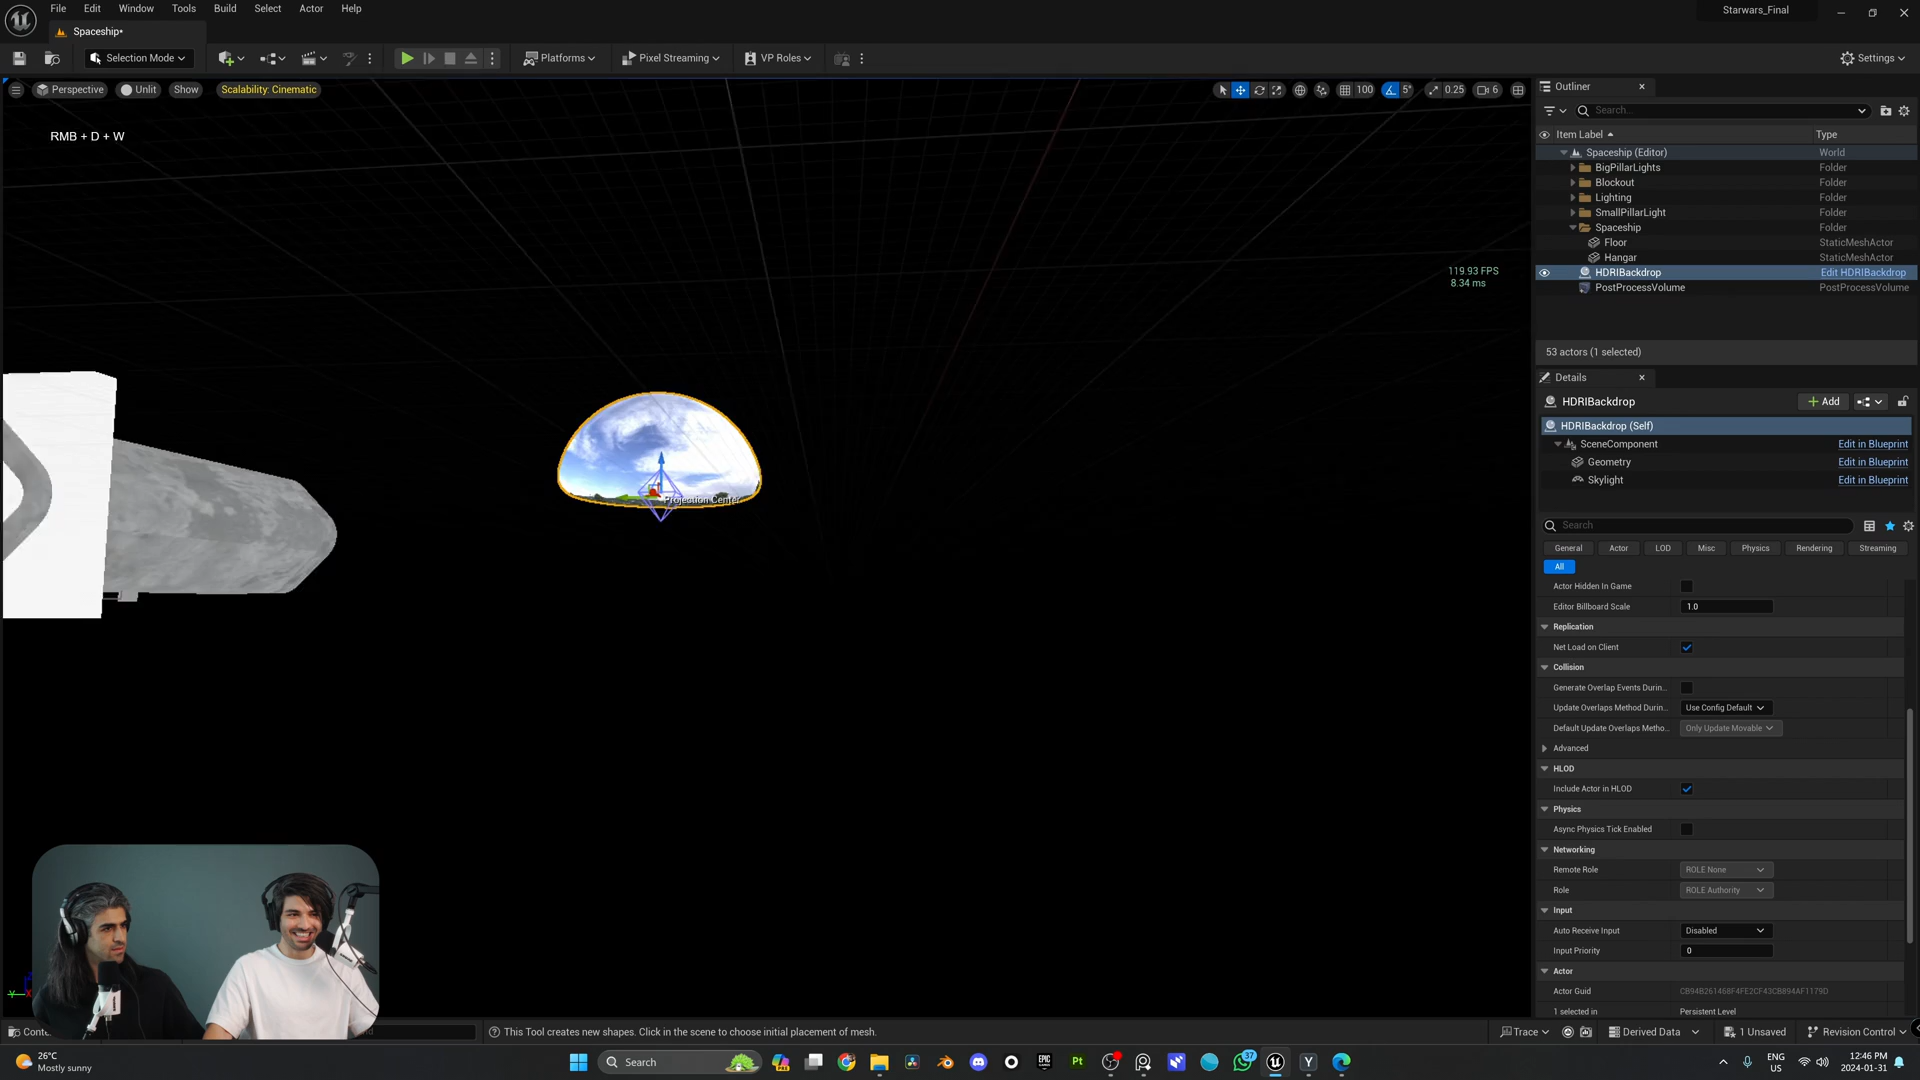 File Edit Window Tools Build Select Actor Help
Starwars_Final
Spaceship*
Selection Mode
Platforms
Pixel Streaming
VP Roles
Settings
Perspective
Unlit
Show
Scalability: Cinematic
100
5°
0.25
6
RMB + D + W
119.93 FPS
8.34 ms
Projection Center
Outliner
Search...
Item Label
Type
Spaceship (Editor) World
BigPillarLights Folder
Blockout Folder
Lighting Folder
SmallPillarLight Folder
Spaceship Folder
Floor StaticMeshActor
Hangar StaticMeshActor
HDRIBackdrop Edit HDRIBackdrop
PostProcessVolume PostProcessVolume
53 actors (1 selected)
Details
HDRIBackdrop
Add
HDRIBackdrop (Self)
SceneComponent Edit in Blueprint
Geometry Edit in Blueprint
Skylight Edit in Blueprint
Search
General Actor LOD Misc Physics Rendering Streaming
All
Actor Hidden In Game
Editor Billboard Scale 1.0
Replication
Net Load on Client
Collision
Generate Overlap Events Durin...
Update Overlaps Method Durin... Use Config Default
Default Update Overlaps Metho... Only Update Movable
Advanced
HLOD
Include Actor in HLOD
Physics
Async Physics Tick Enabled
Networking
Remote Role ROLE None
Role ROLE Authority
Input
Auto Receive Input Disabled
Input Priority 0
Actor
Actor Guid CB94B261468F4FE2CF43CB894AF1179D
1 selected in Persistent Level
Conte
This Tool creates new shapes. Click in the scene to choose initial placement of mesh.
Trace
Derived Data
1 Unsaved
Revision Control
26°C
Mostly sunny
Search
EPIC
Pt
37
Y
ENG
US
12:46 PM
2024-01-31